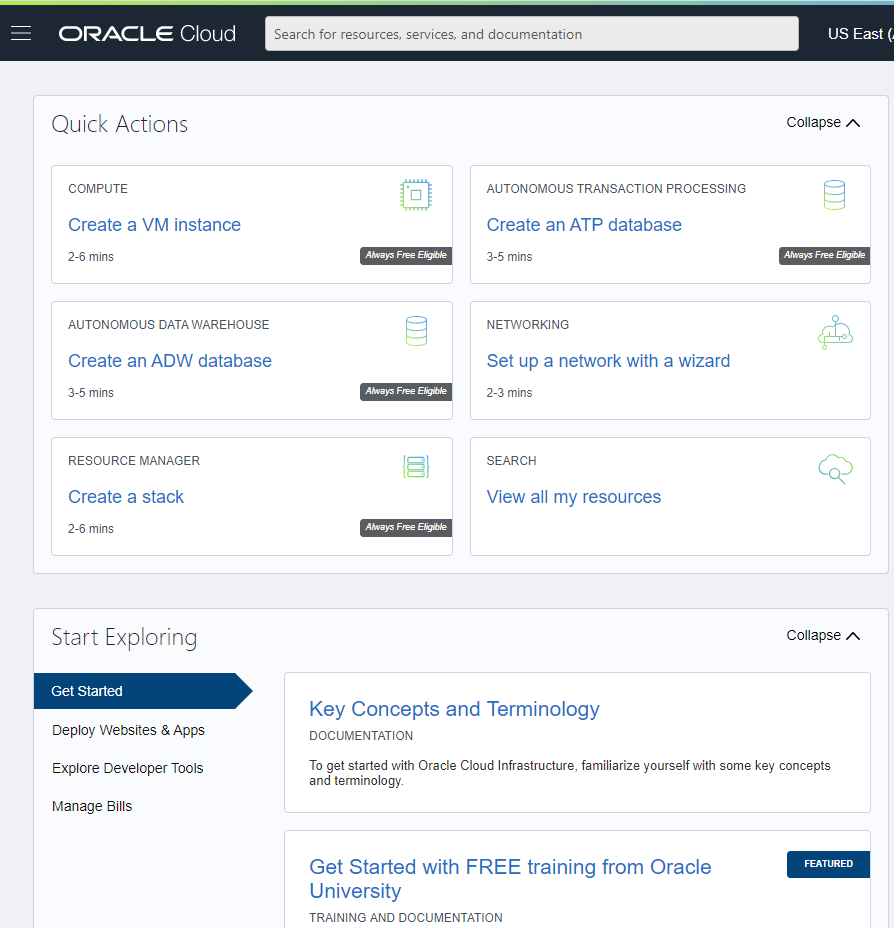 ORACLE Cloud
Search for resources, services, and documentation
US East (
Quick Actions
Collapse
COMPUTE
Create a VM instance
2-6 mins
Always Free Eligible
AUTONOMOUS TRANSACTION PROCESSING
Create an ATP database
3-5 mins
Always Free Eligible
AUTONOMOUS DATA WAREHOUSE
Create an ADW database
3-5 mins
Always Free Eligible
NETWORKING
Set up a network with a wizard
2-3 mins
RESOURCE MANAGER
Create a stack
2-6 mins
Always Free Eligible
SEARCH
View all my resources
Start Exploring
Collapse
Get Started
Deploy Websites & Apps
Explore Developer Tools
Manage Bills
Key Concepts and Terminology
DOCUMENTATION
To get started with Oracle Cloud Infrastructure, familiarize yourself with some key concepts
and terminology.
Get Started with FREE training from Oracle
University
FEATURED
TRAINING AND DOCUMENTATION